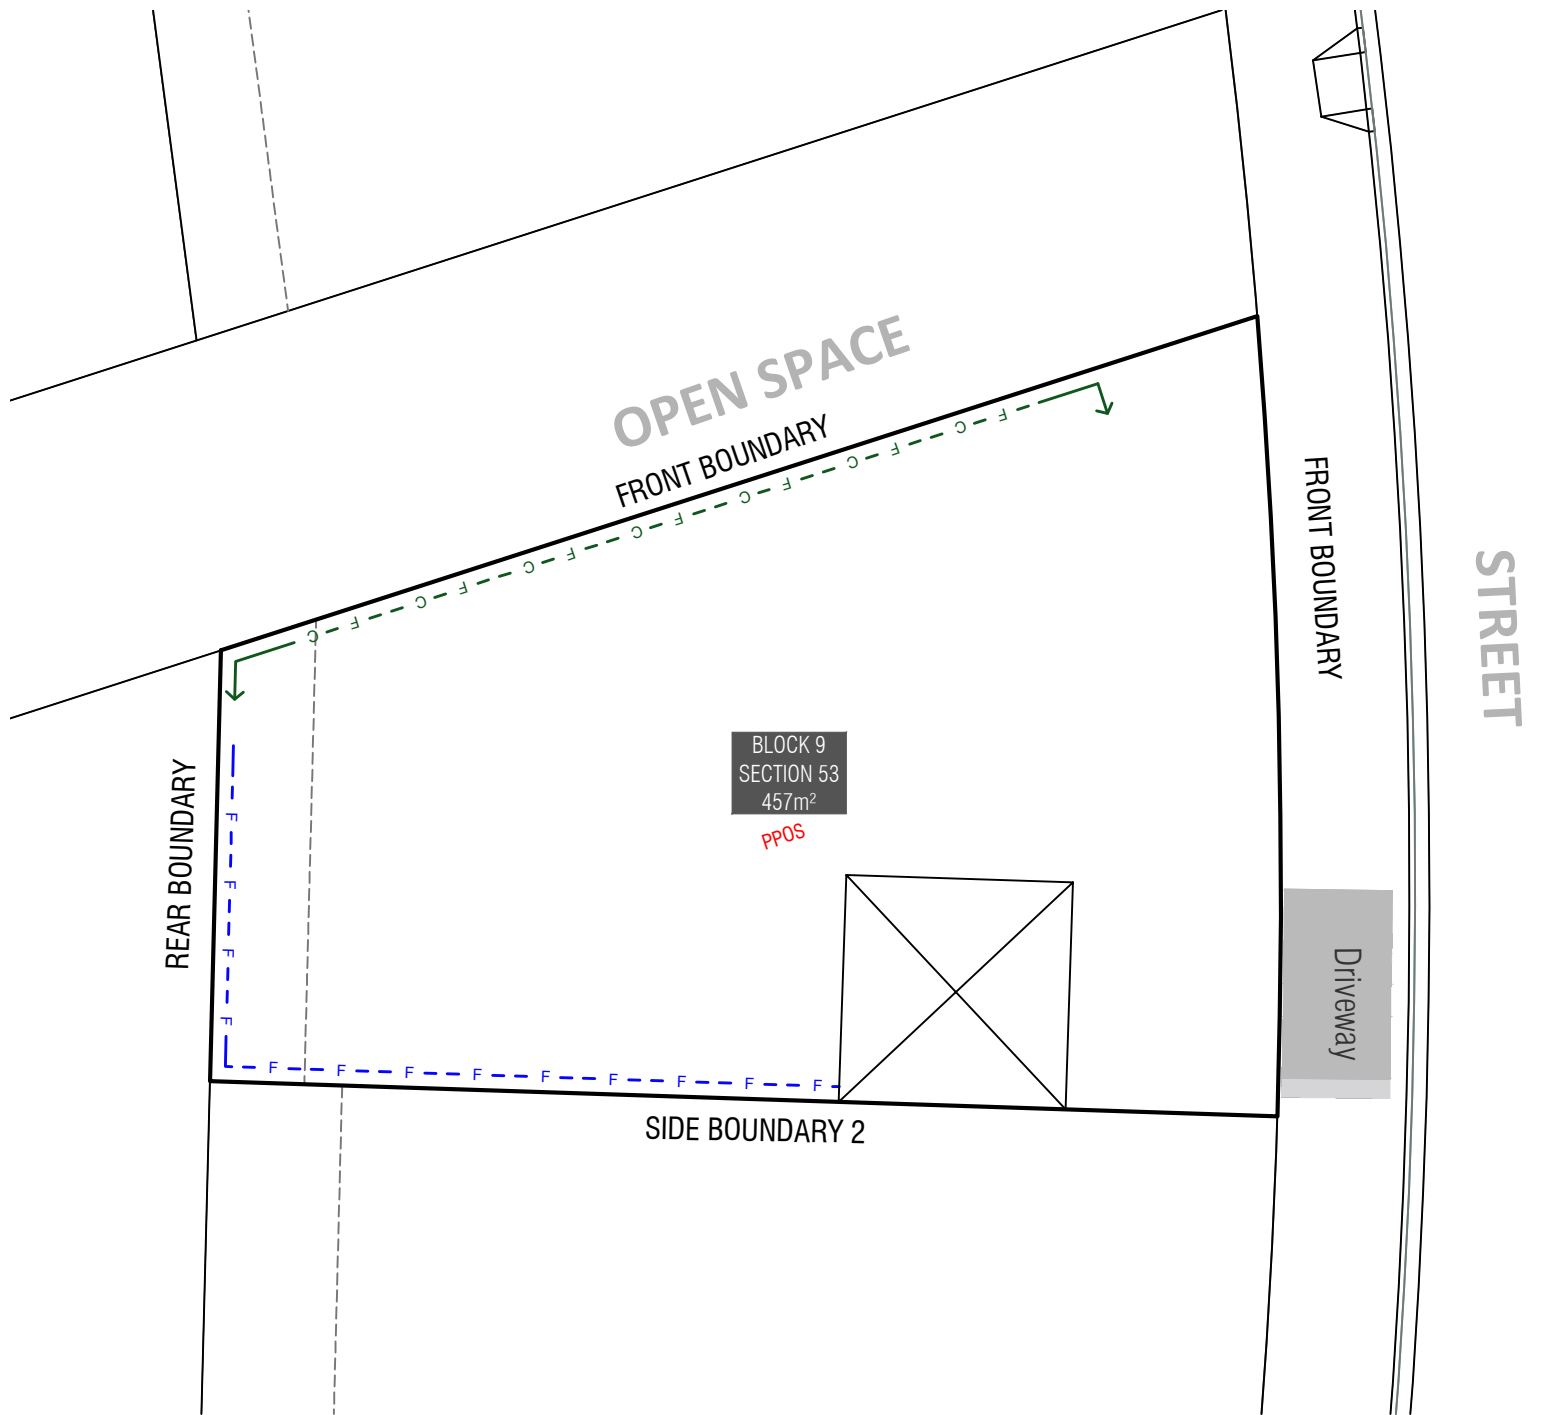 OPEN SPACE
FRONT BOUNDARY
F C F C F C F C F C F C F C
FRONT BOUNDARY
STREET
BLOCK 9
SECTION 53
457m²
PPOS
REAR BOUNDARY
F
F
F
F
Driveway
F F F F F F F F F
SIDE BOUNDARY 2